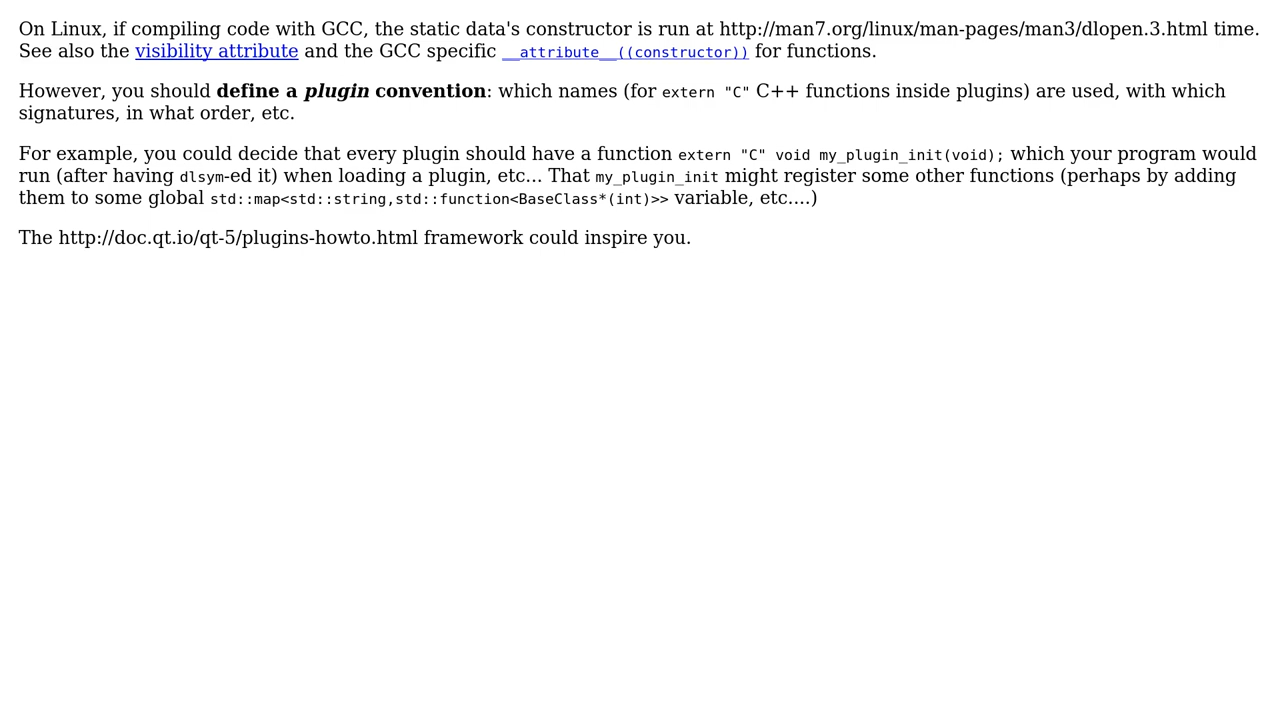 On Linux, if compiling code with GCC, the static data's constructor is run at http://man7.org/linux/man-pages/man3/dlopen.3.html time.
See also the visibility attribute and the GCC specific __attribute__((constructor)) for functions.
However, you should define a plugin convention: which names (for extern "C" C++ functions inside plugins) are used, with which
signatures, in what order, etc.
For example, you could decide that every plugin should have a function extern "C" void my_plugin_init(void); which your program would
run (after having dlsym-ed it) when loading a plugin, etc... That my_plugin_init might register some other functions (perhaps by adding
them to some global std::map<std::string,std::function<BaseClass*(int)>> variable, etc....)
The http://doc.qt.io/qt-5/plugins-howto.html framework could inspire you.